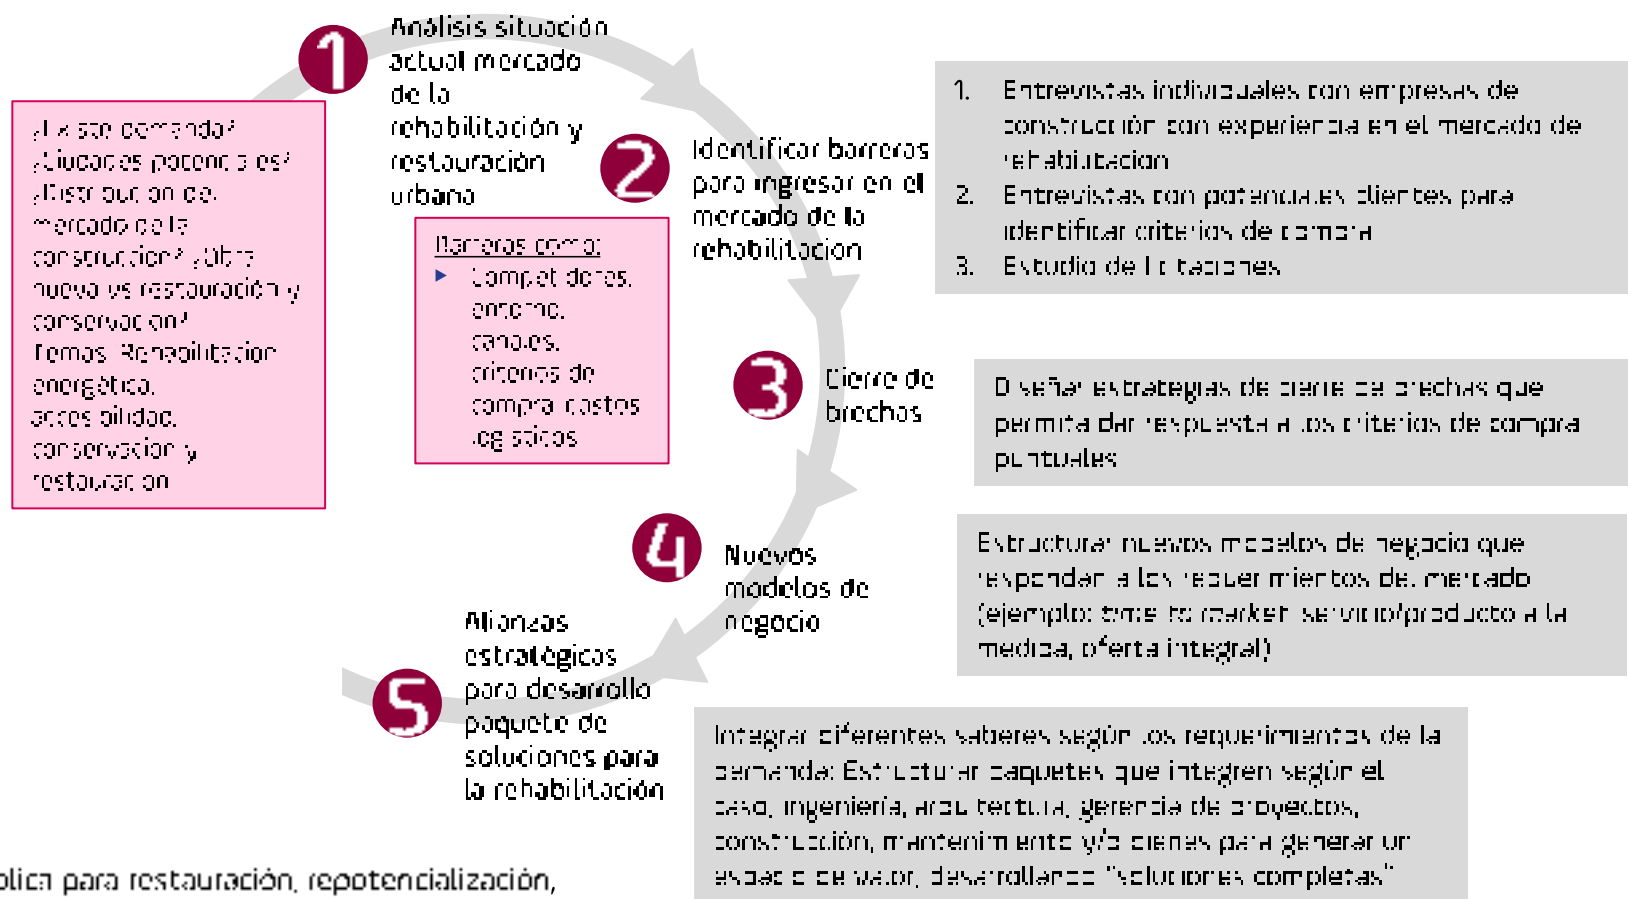 1
Análisis situación
actual mercado
de la
rehabilitación y
restauración
urbana
¿Existe demanda?
¿Ciudades potenciales?
¿Distribución del
mercado de la
construcción? ¿Obra
nueva vs restauración y
conservación?
Temas: Rehabilitación
energética,
accesibilidad,
conservación y
restauración
2
Identificar barreras
para ingresar en el
mercado de la
rehabilitación
Barreras como:
Competidores,
entorno,
canales,
criterios de
compra, costos
logísticos
1. Entrevistas individuales con empresas de
construcción con experiencia en el mercado de
rehabilitación
2. Entrevistas con potenciales clientes para
identificar criterios de compra
3. Estudio de licitaciones
3
Cierre de
brechas
Diseñar estrategias de cierre de brechas que
permita dar respuesta a los criterios de compra
puntuales
4
Nuevos
modelos de
negocio
Estructurar nuevos modelos de negocio que
respondan a los requerimientos del mercado
(ejemplo: time to market, servicio/producto a la
medida, oferta integral)
5
Alianzas
estratégicas
para desarrollo
paquete de
soluciones para
la rehabilitación
Integrar diferentes saberes según los requerimientos de la
demanda: Estructurar paquetes que integren según el
caso, ingeniería, arquitectura, gerencia de proyectos,
construcción, mantenimiento y/o bienes para generar un
espacio de valor, desarrollando "soluciones completas"
plica para restauración, repotencialización,